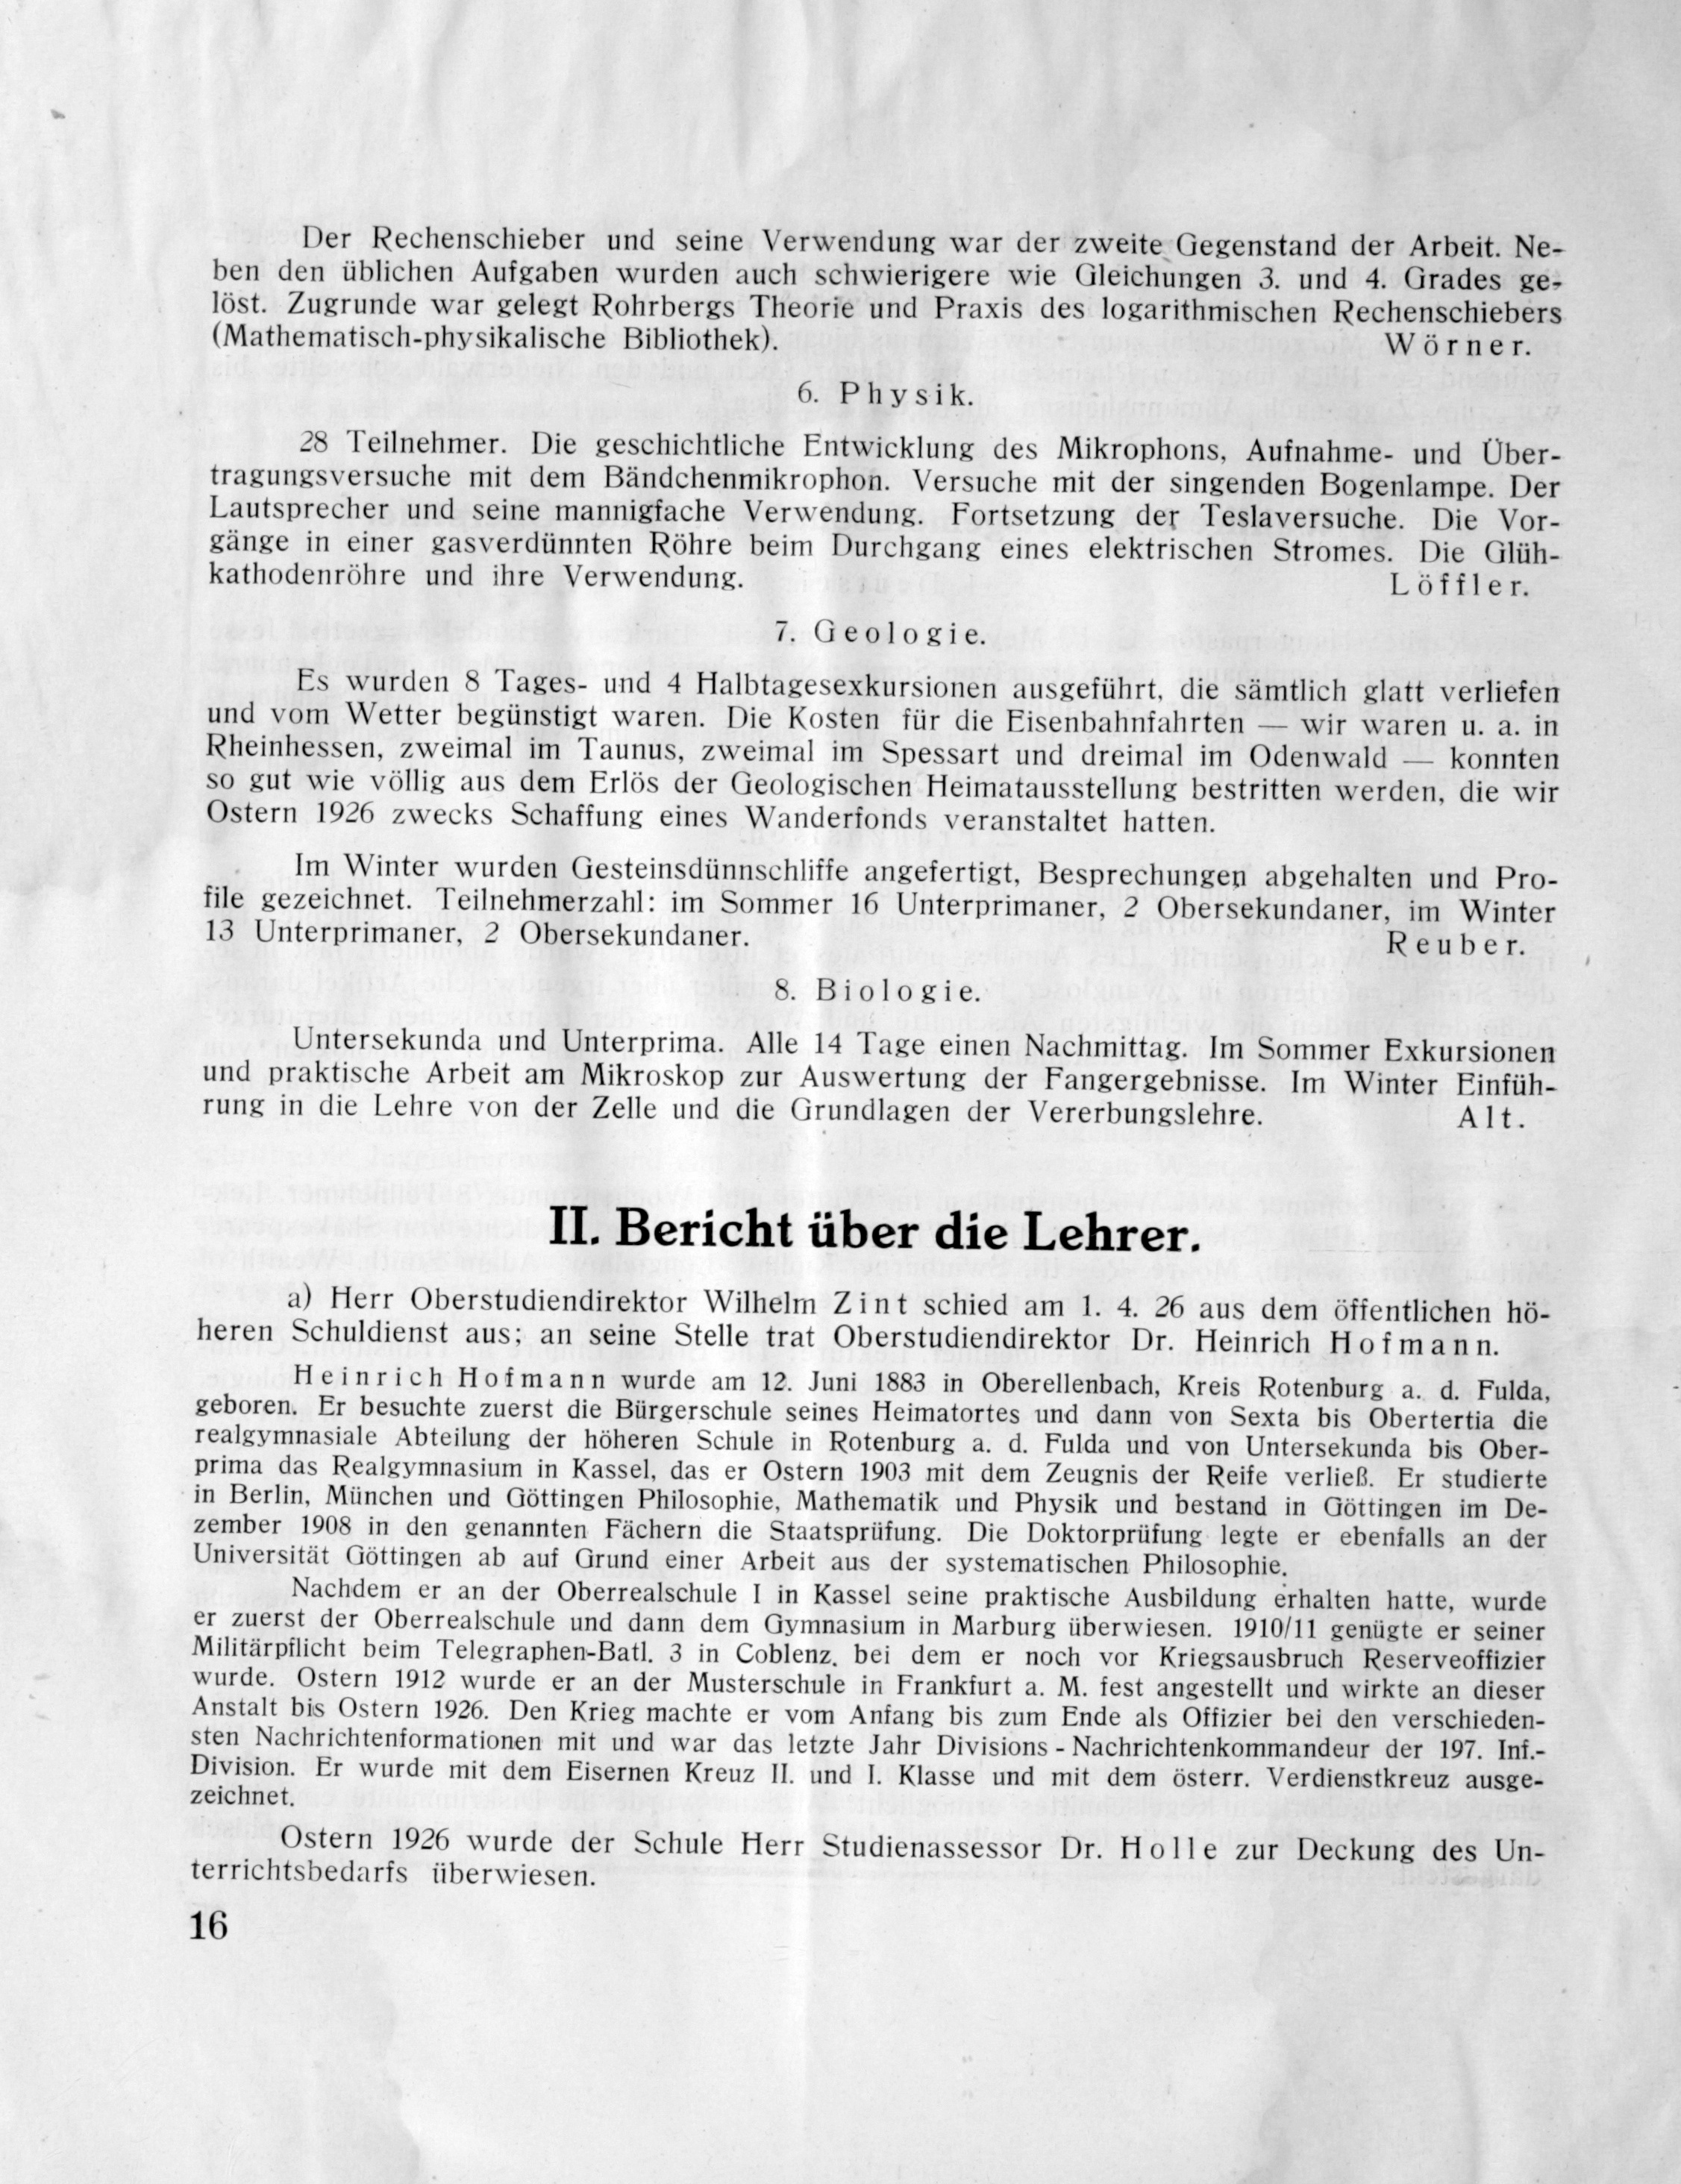 Der Rechenschieber und seine Verwendung war der zweite Gegenstand der Arbeit. Ne-
ben den üblichen Aufgaben wurden auch schwierigere wie Gleichungen 3. und 4. Grades ge-
löst. Zugrunde war gelegt Rohrbergs Theorie und Praxis des logarithmischen Rechenschiebers
(Mathematisch-physikalische Bibliothek). Wörner.
6. Physik.
28 Teilnehmer. Die geschichtliche Entwicklung des Mikrophons, Aufnahme- und Über-
tragungsversuche mit dem Bändchenmikrophon. Versuche mit der singenden Bogenlampe. Der
Lautsprecher und seine mannigfache Verwendung. Fortsetzung der Teslaversuche. Die Vor-
gänge in einer gasverdünnten Röhre beim Durchgang eines elektrischen Stromes. Die Glüh-
kathodenröhre und ihre Verwendung. Löffler.
7. Geologie.
Es wurden 8 Tages- und 4 Halbtagesexkursionen ausgeführt, die sämtlich glatt verliefen
und vom Wetter begünstigt waren. Die Kosten für die Eisenbahnfahrten — wir waren u. a. in
Rheinhessen, zweimal im Taunus, zweimal im Spessart und dreimal im Odenwald — konnten
so gut wie völlig aus dem Erlös der Geologischen Heimatausstellung bestritten werden, die wir
Ostern 1926 zwecks Schaffung eines Wanderfonds veranstaltet hatten.
Im Winter wurden Gesteinsdünnschliffe angefertigt, Besprechungen abgehalten und Pro-
file gezeichnet. Teilnehmerzahl: im Sommer 16 Unterprimaner, 2 Obersekundaner, im Winter
13 Unterprimaner, 2 Obersekundaner. Reuber.
8. Biologie.
Untersekunda und Unterprima. Alle 14 Tage einen Nachmittag. Im Sommer Exkursionen
und praktische Arbeit am Mikroskop zur Auswertung der Fangergebnisse. Im Winter Einfüh-
rung in die Lehre von der Zelle und die Grundlagen der Vererbungslehre. Alt.
II. Bericht über die Lehrer.
a) Herr Oberstudiendirektor Wilhelm Zint schied am 1. 4. 26 aus dem öffentlichen hö-
heren Schuldienst aus; an seine Stelle trat Oberstudiendirektor Dr. Heinrich Hofmann.
Heinrich Hofmann wurde am 12. Juni 1883 in Oberellenbach, Kreis Rotenburg a. d. Fulda,
geboren. Er besuchte zuerst die Bürgerschule seines Heimatortes und dann von Sexta bis Obertertia die
realgymnasiale Abteilung der höheren Schule in Rotenburg a. d. Fulda und von Untersekunda bis Ober-
prima das Realgymnasium in Kassel, das er Ostern 1903 mit dem Zeugnis der Reife verließ. Er studierte
in Berlin, München und Göttingen Philosophie, Mathematik und Physik und bestand in Göttingen im De-
zember 1908 in den genannten Fächern die Staatsprüfung. Die Doktorprüfung legte er ebenfalls an der
Universität Göttingen ab auf Grund einer Arbeit aus der systematischen Philosophie.
Nachdem er an der Oberrealschule I in Kassel seine praktische Ausbildung erhalten hatte, wurde
er zuerst der Oberrealschule und dann dem Gymnasium in Marburg überwiesen. 1910/11 genügte er seiner
Militärpflicht beim Telegraphen-Batl. 3 in Coblenz, bei dem er noch vor Kriegsausbruch Reserveoffizier
wurde. Ostern 1912 wurde er an der Musterschule in Frankfurt a. M. fest angestellt und wirkte an dieser
Anstalt bis Ostern 1926. Den Krieg machte er vom Anfang bis zum Ende als Offizier bei den verschieden-
sten Nachrichtenformationen mit und war das letzte Jahr Divisions-Nachrichtenkommandeur der 197. Inf.-
Division. Er wurde mit dem Eisernen Kreuz II. und I. Klasse und mit dem österr. Verdienstkreuz ausge-
zeichnet.
Ostern 1926 wurde der Schule Herr Studienassessor Dr. Holle zur Deckung des Un-
terrichtsbedarfs überwiesen.
16